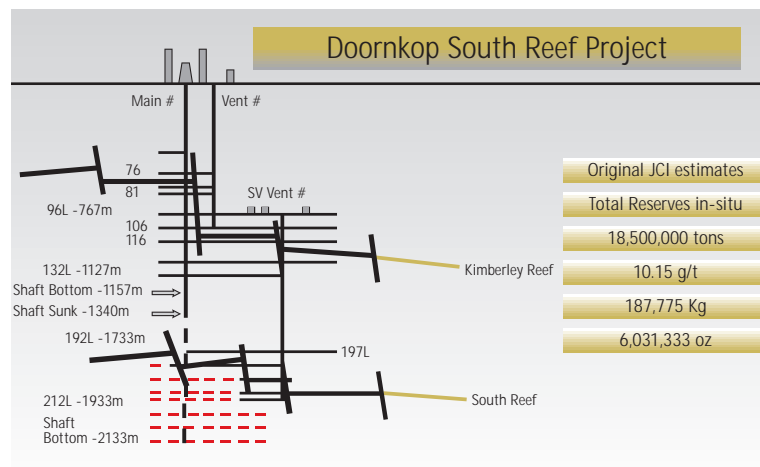 Doornkop South Reef Project
Main #
Vent #
76
81
SV Vent #
96L -767m
106
116
132L -1127m
Kimberley Reef
Shaft Bottom -1157m
Shaft Sunk -1340m
192L -1733m
197L
212L -1933m
South Reef
Shaft
Bottom -2133m
Original JCI estimates
Total Reserves in-situ
18,500,000 tons
10.15 g/t
187,775 Kg
6,031,333 oz